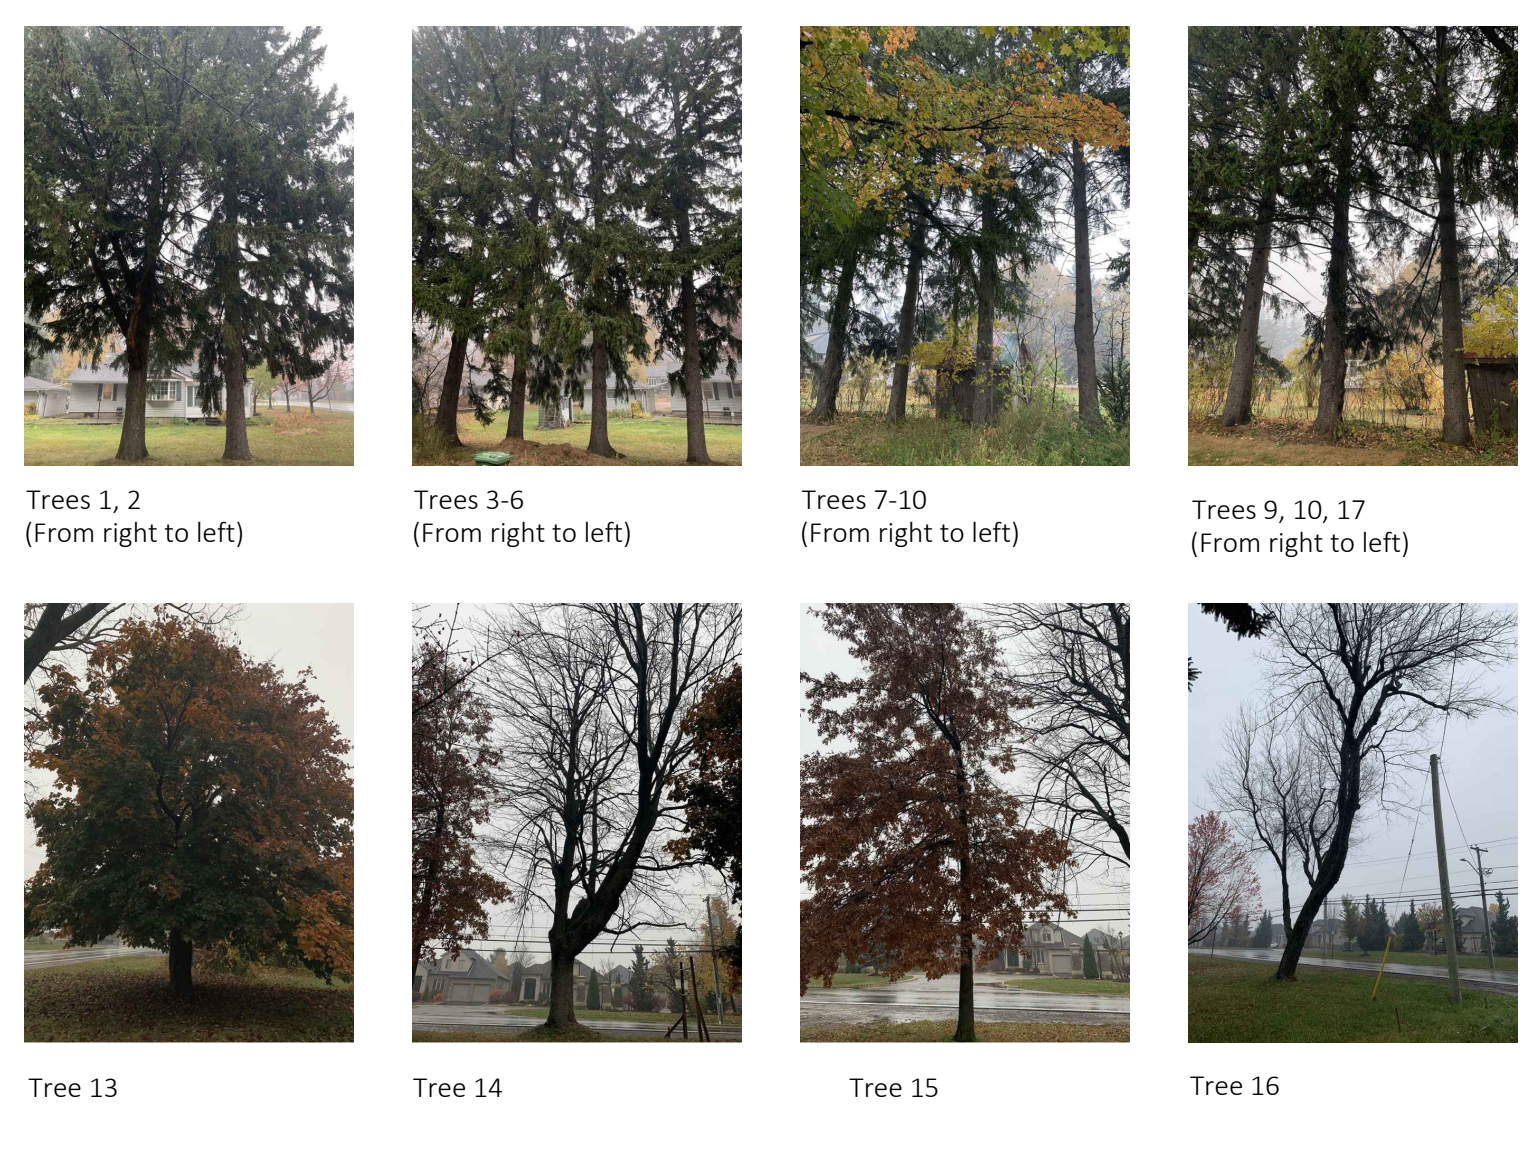 Trees 1, 2
(From right to left)
Trees 3-6
(From right to left)
Trees 7-10
(From right to left)
Trees 9, 10, 17
(From right to left)
Tree 13
Tree 14
Tree 15
Tree 16